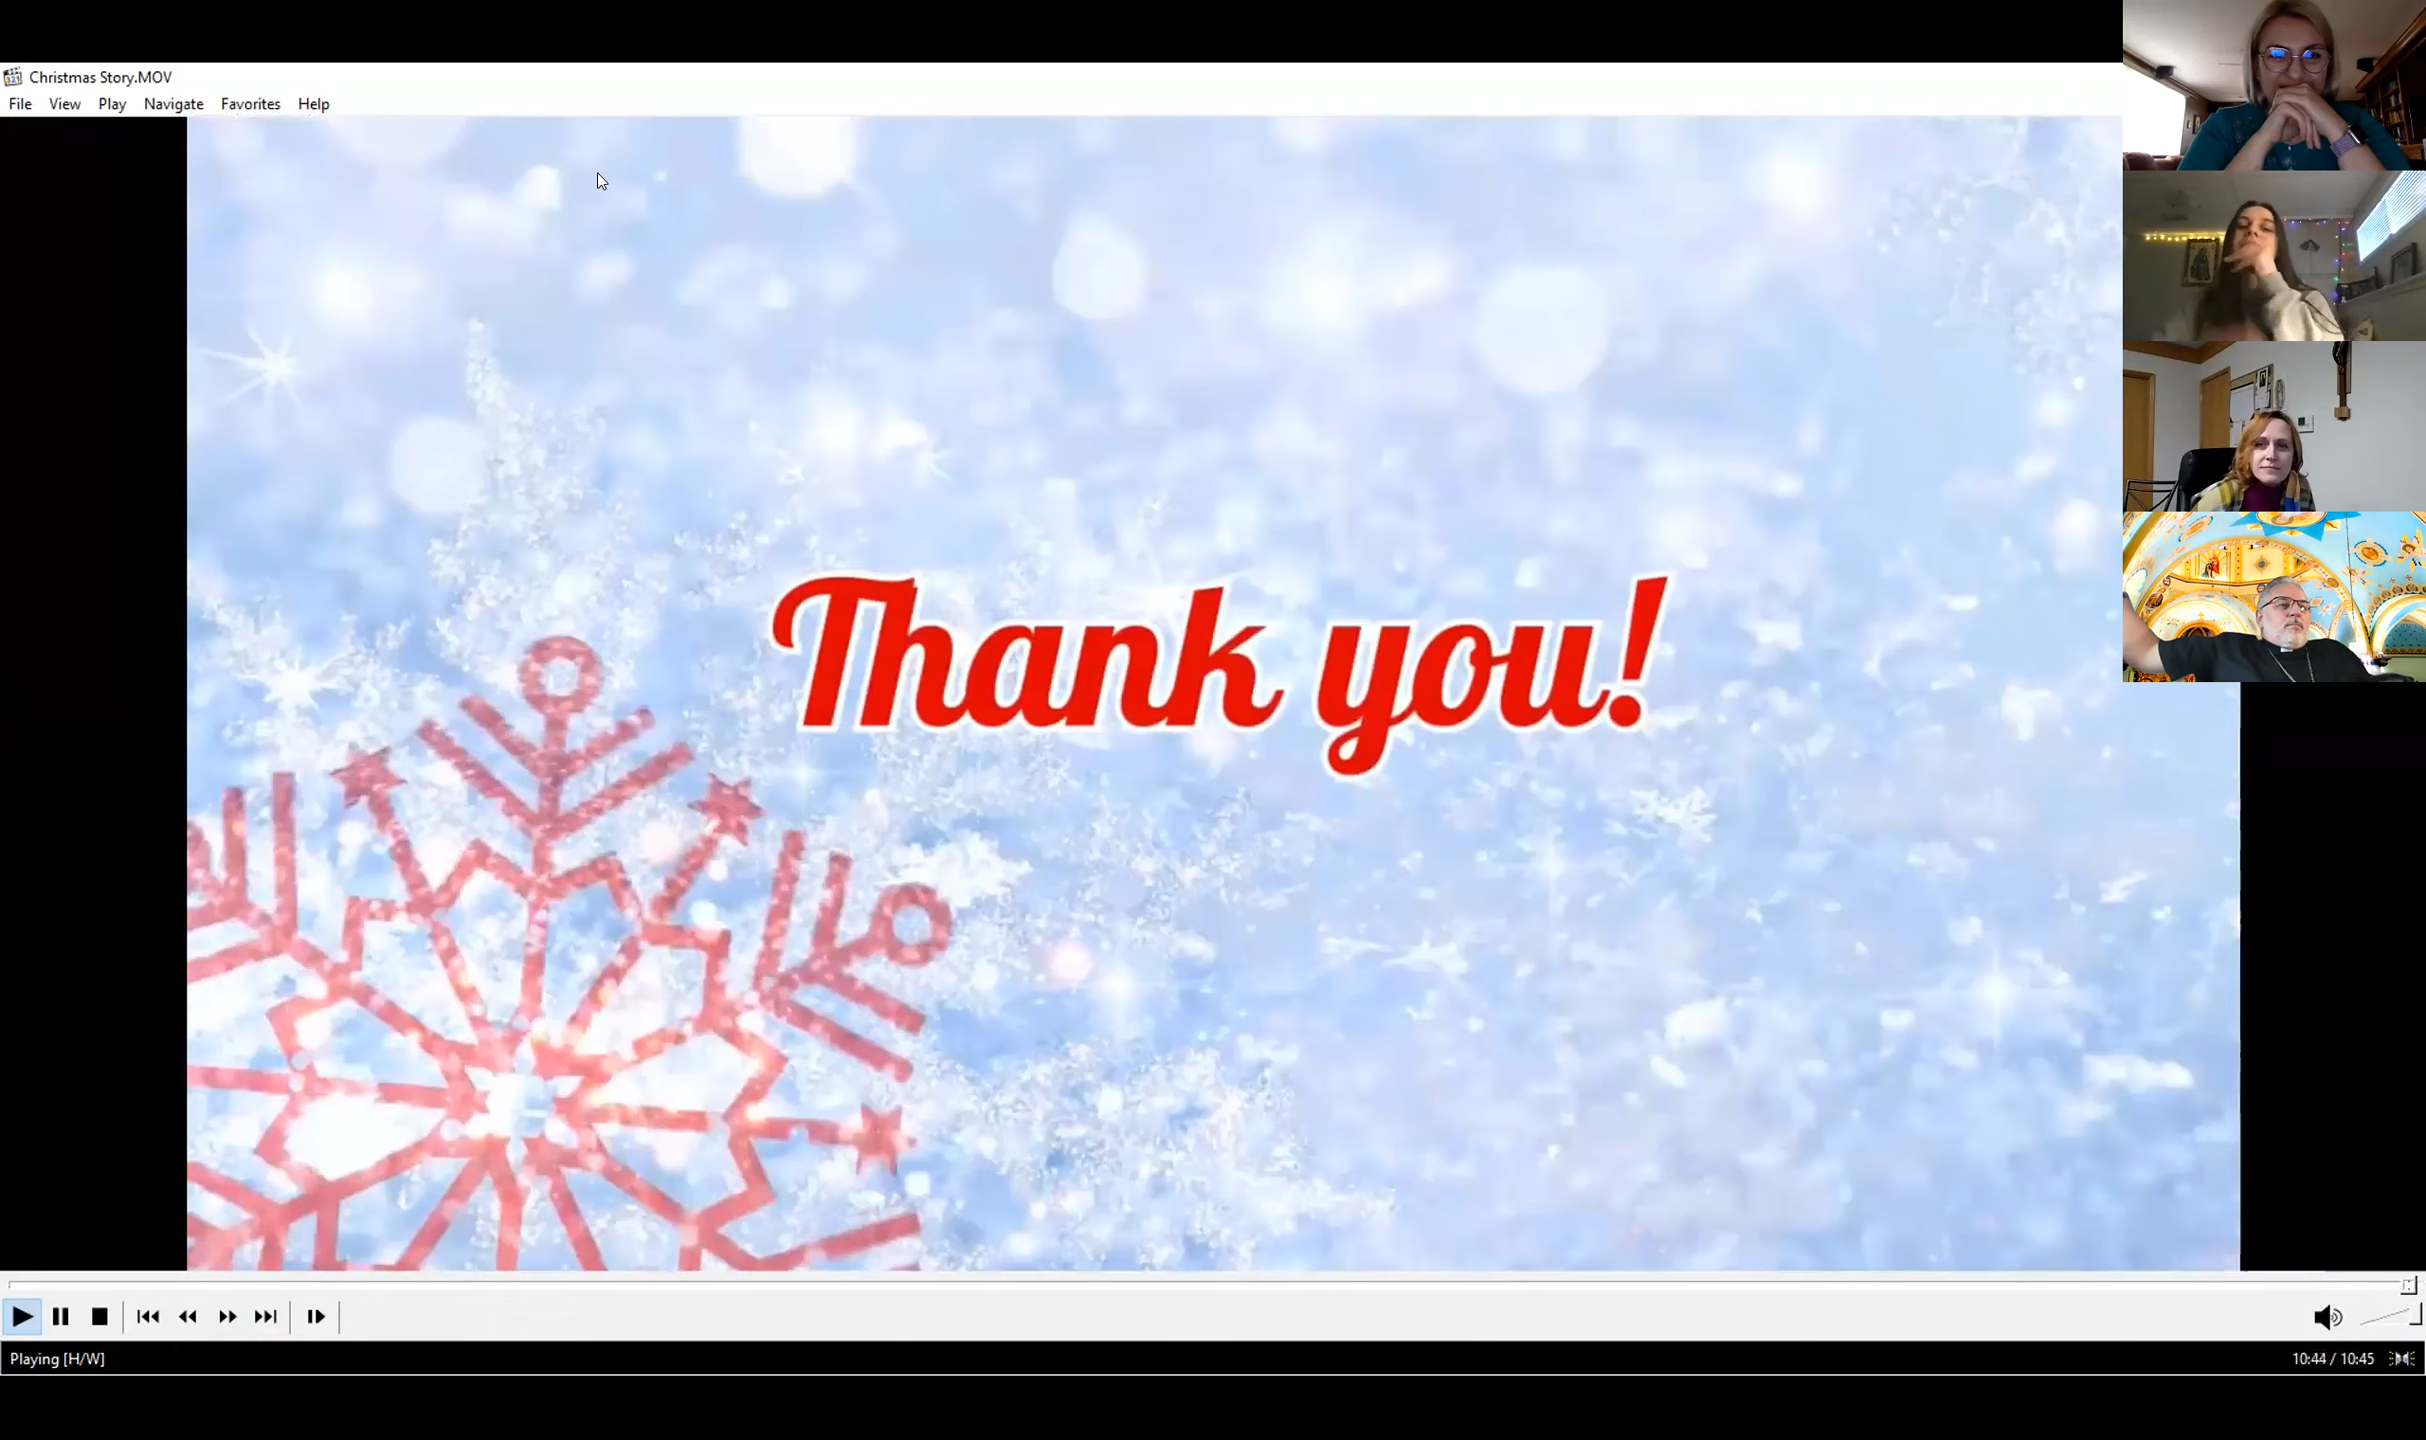 Christmas Story.MOV
File View Play Navigate Favorites Help
Thank you!
Playing [H/W]
10:44 / 10:45